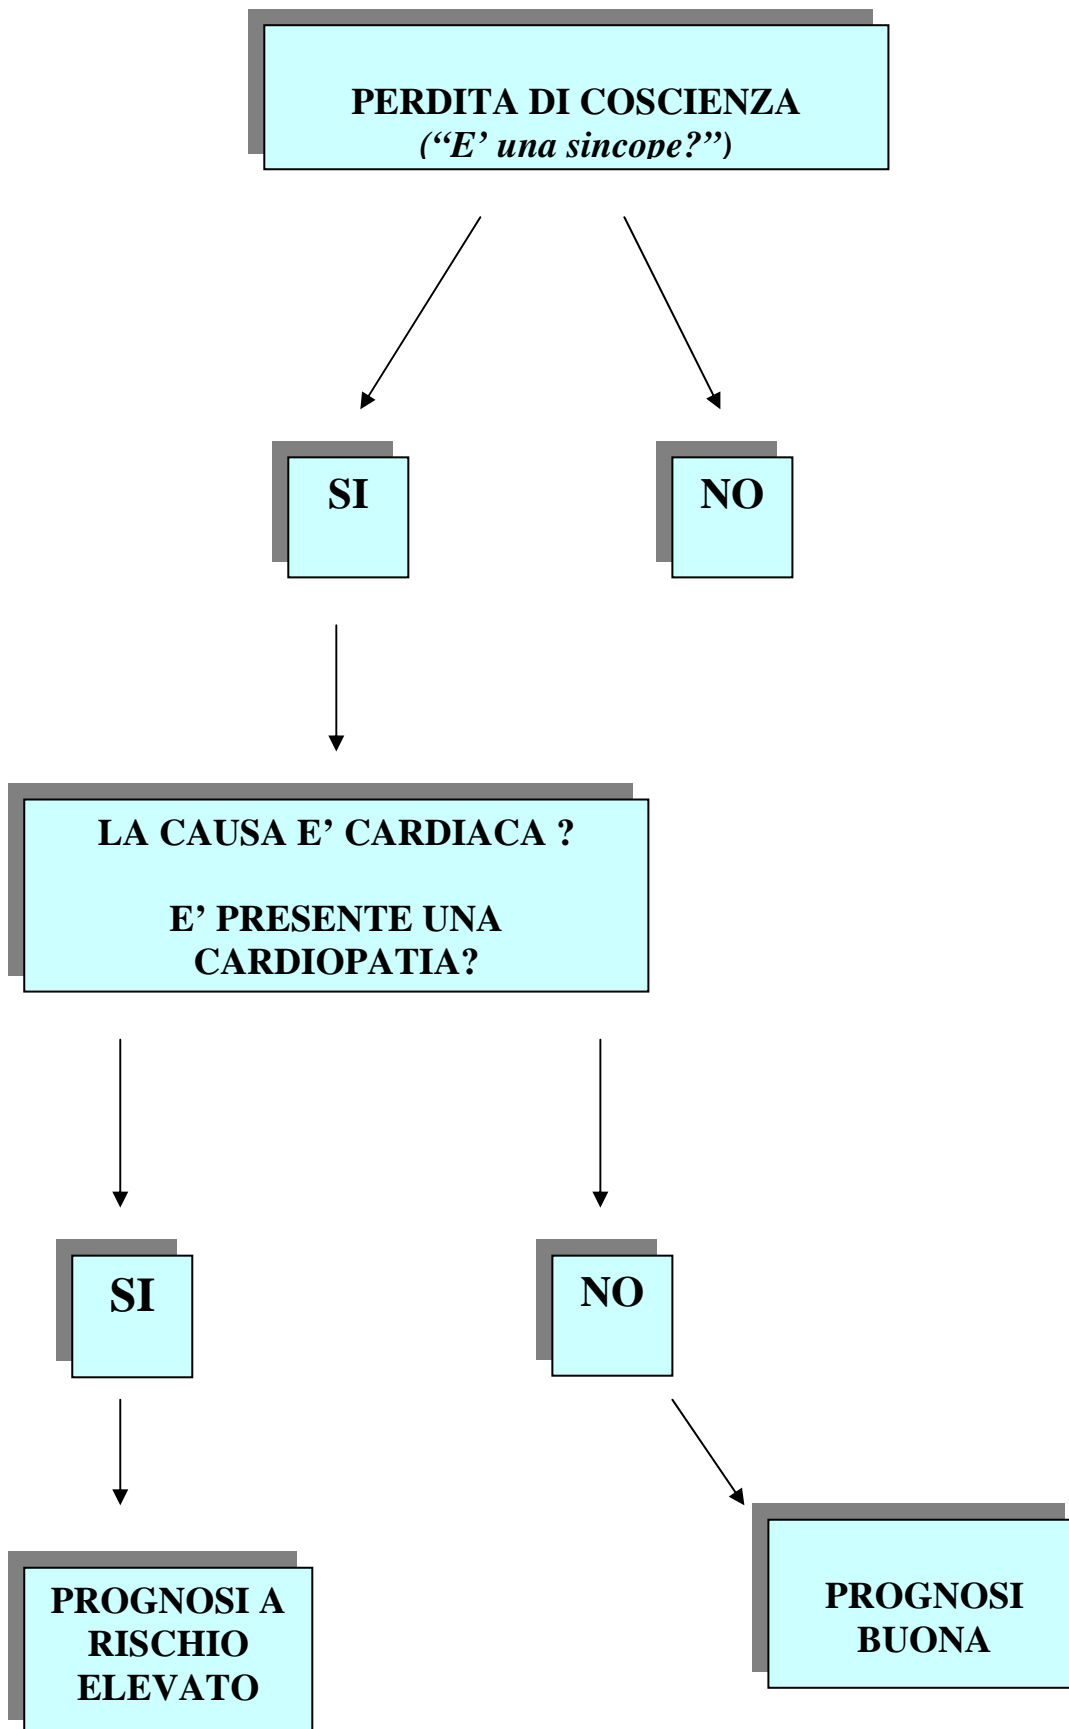 PERDITA DI COSCIENZA
(“E’ una sincope?”)
SI
NO
LA CAUSA E’ CARDIACA ?
E’ PRESENTE UNA
CARDIOPATIA?
SI
NO
PROGNOSI A
RISCHIO
ELEVATO
PROGNOSI
BUONA